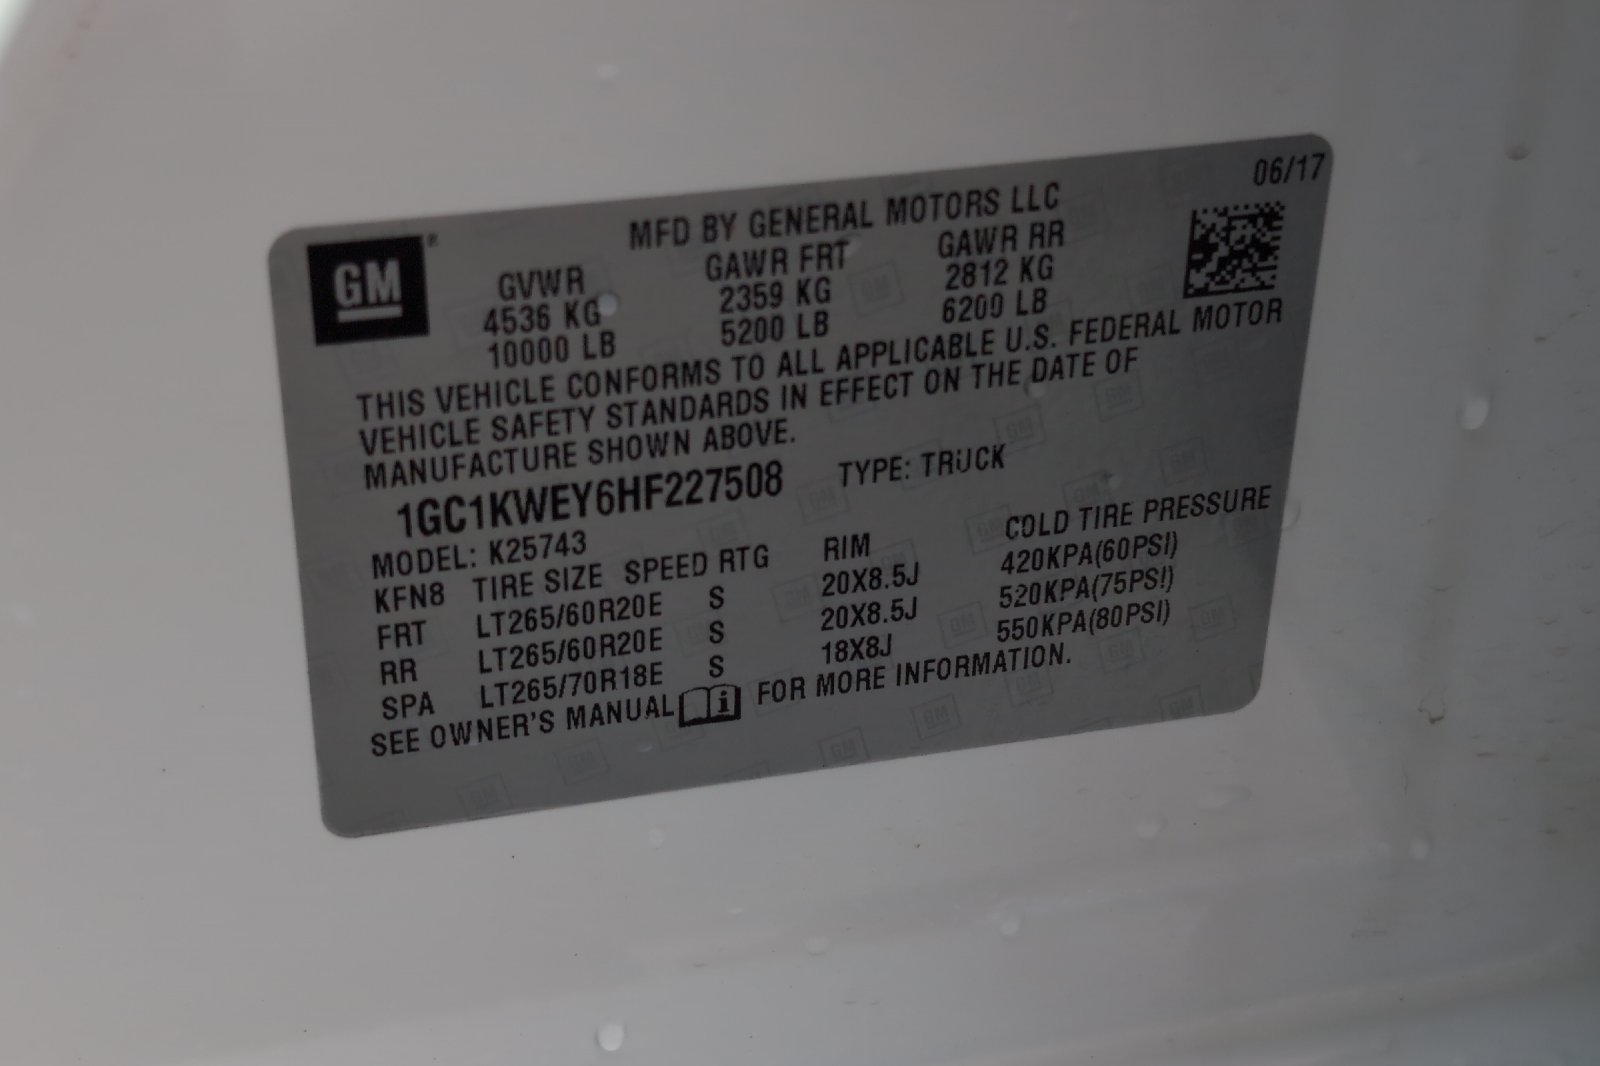 06/17
MFD BY GENERAL MOTORS LLC
GM®
GVWR GAWR FRT GAWR RR
4536 KG 2359 KG 2812 KG
10000 LB 5200 LB 6200 LB
THIS VEHICLE CONFORMS TO ALL APPLICABLE U.S. FEDERAL MOTOR
VEHICLE SAFETY STANDARDS IN EFFECT ON THE DATE OF
MANUFACTURE SHOWN ABOVE.
1GC1KWEY6HF227508 TYPE: TRUCK
MODEL: K25743
KFN8 TIRE SIZE SPEED RTG RIM COLD TIRE PRESSURE
FRT LT265/60R20E S 20X8.5J 420KPA(60PSI)
RR LT265/60R20E S 20X8.5J 520KPA(75PSI)
SPA LT265/70R18E S 18X8J 550KPA(80PSI)
SEE OWNER'S MANUAL FOR MORE INFORMATION.